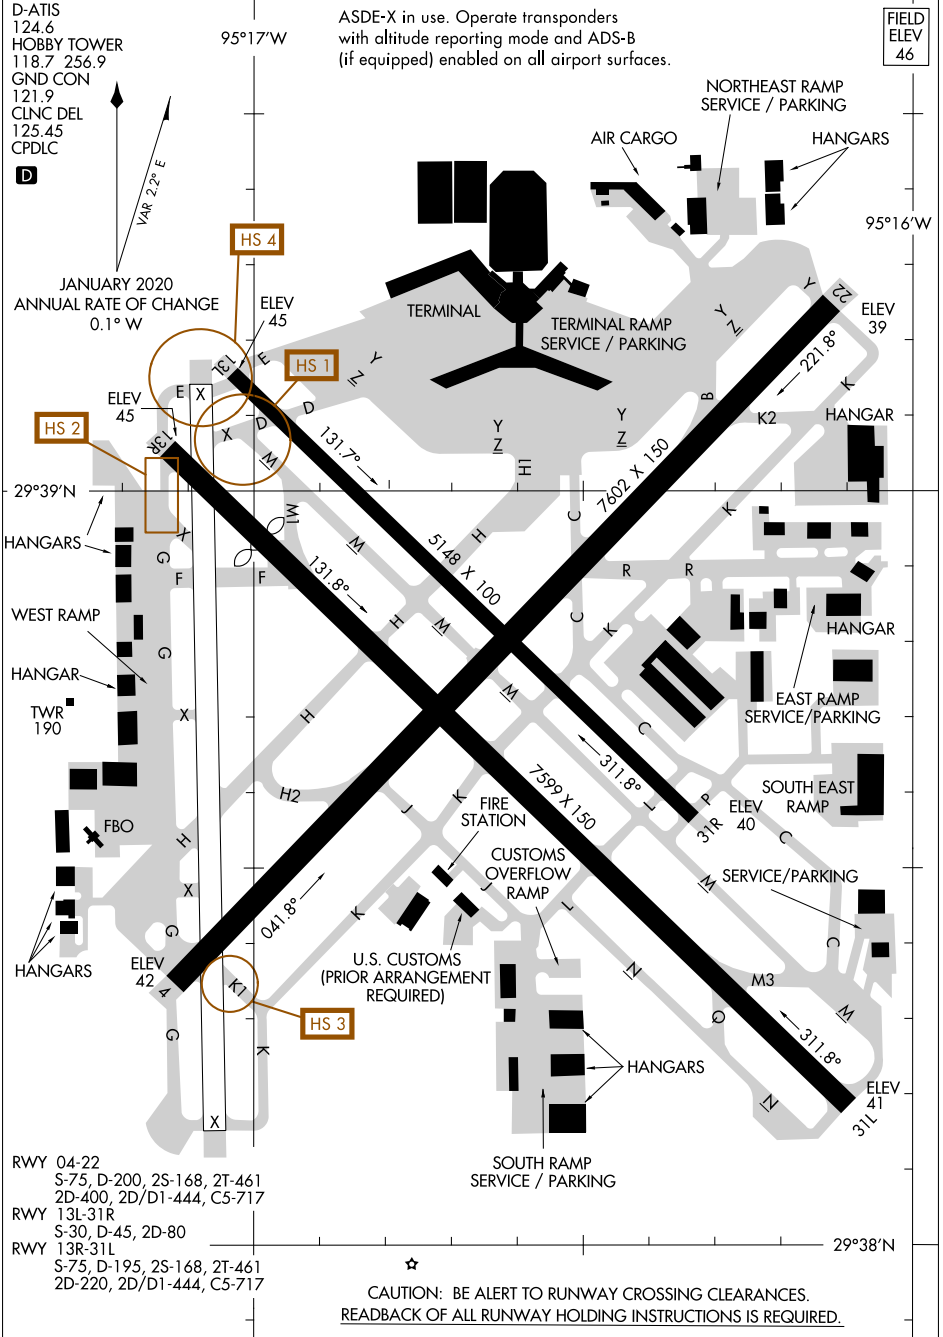 D-ATIS
124.6
HOBBY TOWER
118.7 256.9
GND CON
121.9
CLNC DEL
125.45
CPDLC
D
95°17'W
ASDE-X in use. Operate transponders
with altitude reporting mode and ADS-B
(if equipped) enabled on all airport surfaces.
FIELD
ELEV
46
VAR 2.2° E
JANUARY 2020
ANNUAL RATE OF CHANGE
0.1° W
NORTHEAST RAMP
SERVICE / PARKING
AIR CARGO
HANGARS
95°16'W
HS 4
ELEV
45
TERMINAL
TERMINAL RAMP
SERVICE / PARKING
Y
22
ELEV
39
Y
Z
13L
E
HS 1
Y
Z
221.8°
E
X
ELEV
45
D
B
K
K2
HANGAR
HS 2
13R
X
D
M
131.7°
Y
Z
Y
Z
H1
7602 X 150
29°39'N
HANGARS
X
M1
M
H
C
K
G
F
F
131.8°
5148 X 100
R
R
WEST RAMP
H
M
C
K
HANGAR
G
HANGAR
TWR
190
M
EAST RAMP
SERVICE/PARKING
X
H
C
311.8°
7599 X 150
H2
J
K
FIRE
STATION
L
P
31R
ELEV
40
SOUTH EAST
RAMP
FBO
H
C
CUSTOMS
OVERFLOW
RAMP
X
J
M
SERVICE/PARKING
HANGARS
G
041.8°
K
L
C
ELEV
42
4
U.S. CUSTOMS
(PRIOR ARRANGEMENT
REQUIRED)
N
M3
K1
HS 3
Q
M
G
K
311.8°
HANGARS
N
ELEV
41
31L
X
SOUTH RAMP
SERVICE / PARKING
RWY 04-22
S-75, D-200, 2S-168, 2T-461
2D-400, 2D/D1-444, C5-717
RWY 13L-31R
S-30, D-45, 2D-80
RWY 13R-31L
S-75, D-195, 2S-168, 2T-461
2D-220, 2D/D1-444, C5-717
29°38'N
CAUTION: BE ALERT TO RUNWAY CROSSING CLEARANCES.
READBACK OF ALL RUNWAY HOLDING INSTRUCTIONS IS REQUIRED.